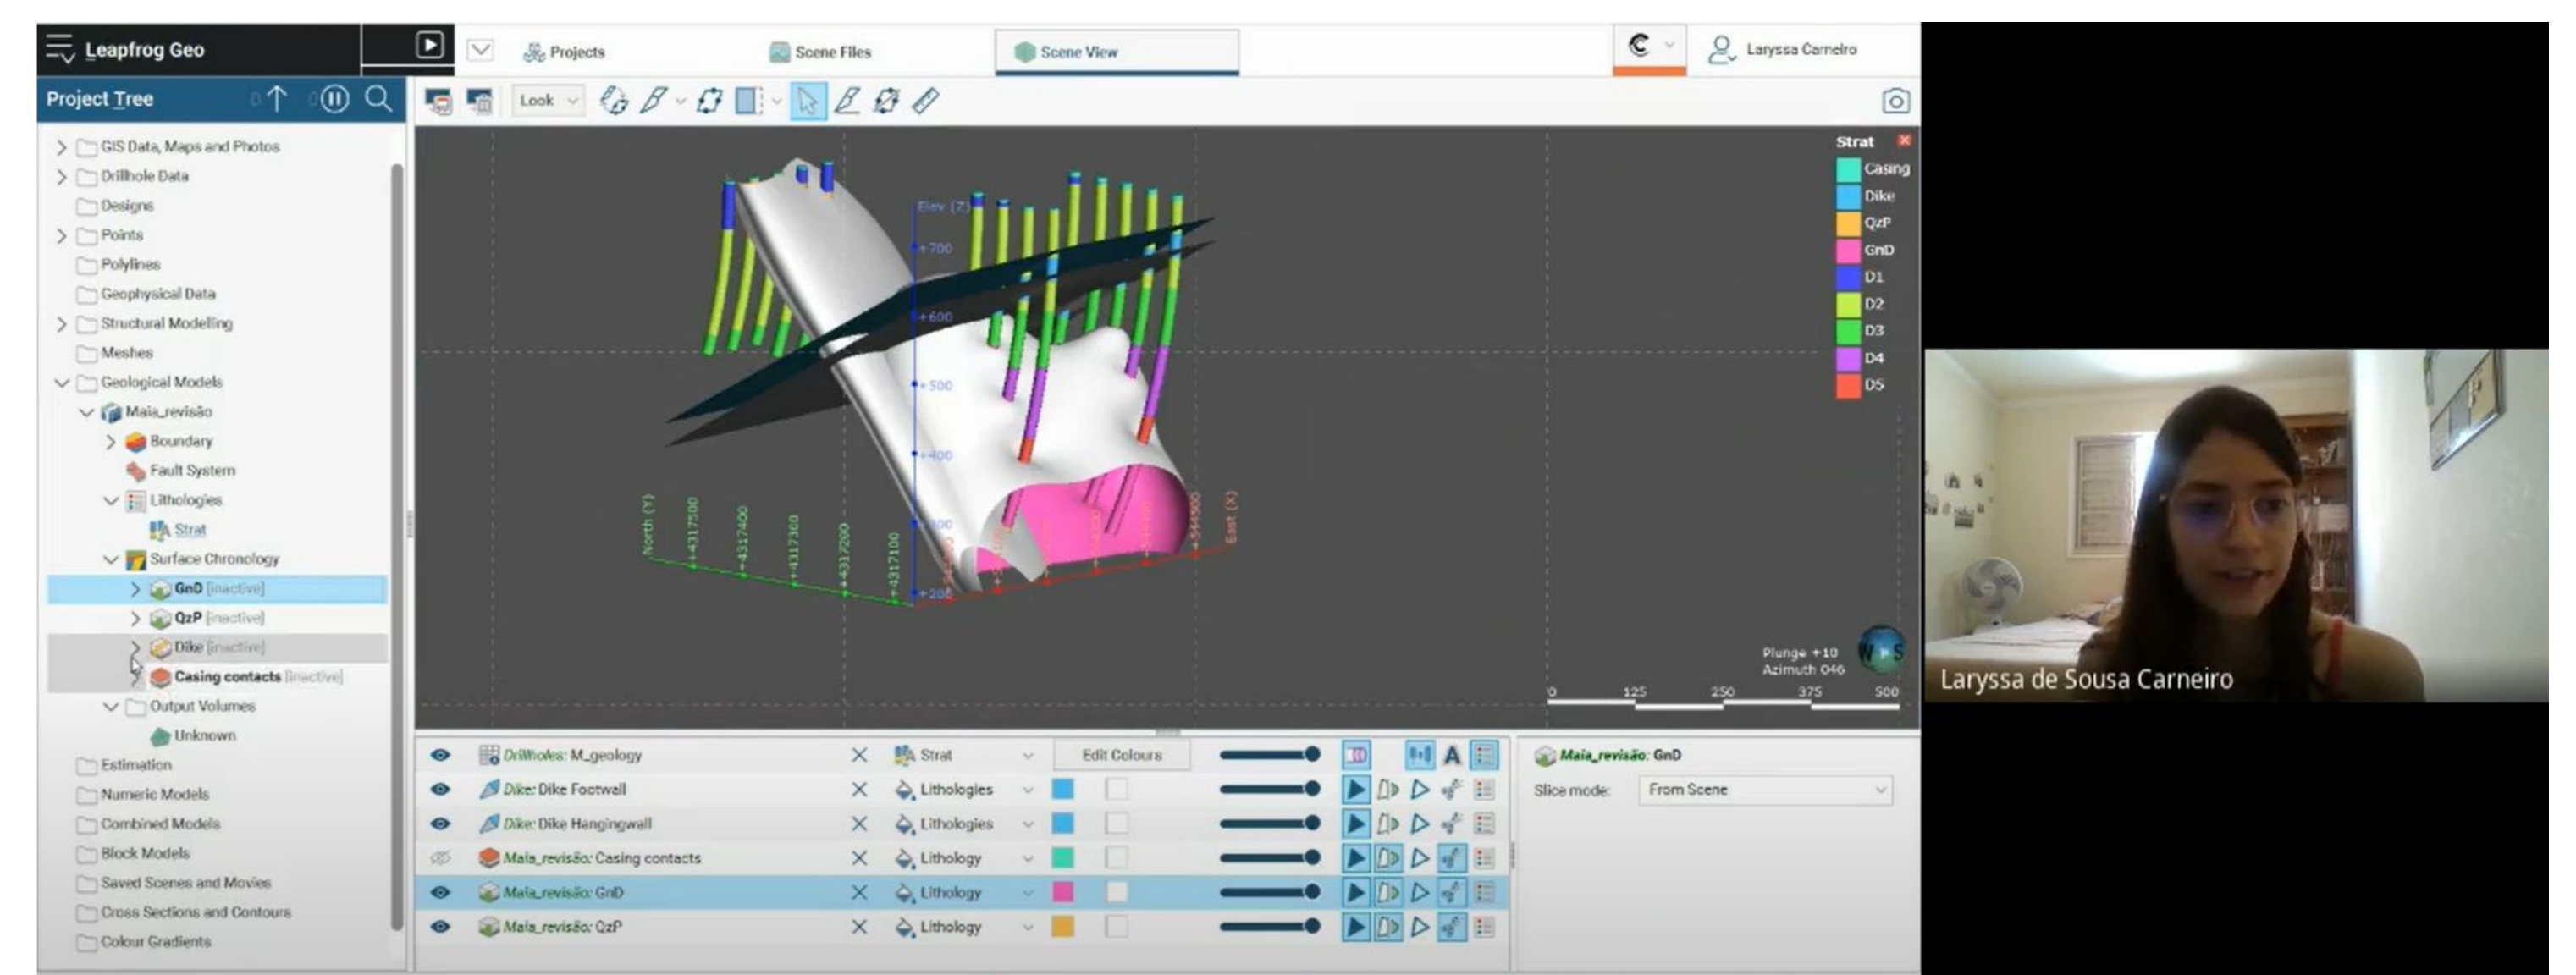 Leapfrog Geo
Projects
Scene Files
Scene View
Laryssa Carneiro
Project Tree
Look
GIS Data, Maps and Photos
Drillhole Data
Designs
Points
Polylines
Geophysical Data
Structural Modelling
Meshes
Geological Models
Maia_revisão
Boundary
Fault System
Lithologies
Strat
Surface Chronology
GnD [inactive]
QzP [inactive]
Dike [inactive]
Casing contacts [inactive]
Output Volumes
Unknown
Estimation
Numeric Models
Combined Models
Block Models
Saved Scenes and Movies
Cross Sections and Contours
Colour Gradients
Strat
Casing
Dike
QzP
GnD
D1
D2
D3
D4
D5
Elev (Z)
+700
+600
+500
+400
+300
+200
North (Y)
+4317500
+4317400
+4317300
+4317200
+4317100
+544500
East (X)
Plunge +10
Azimuth 046
W S
0 125 250 375 500
Drillholes: M_geology Strat Edit Colours
Dike: Dike Footwall Lithologies
Dike: Dike Hangingwall Lithologies
Maia_revisão: Casing contacts Lithology
Maia_revisão: GnD Lithology
Maia_revisão: QzP Lithology
A
Maia_revisão: GnD
Slice mode: From Scene
Laryssa de Sousa Carneiro